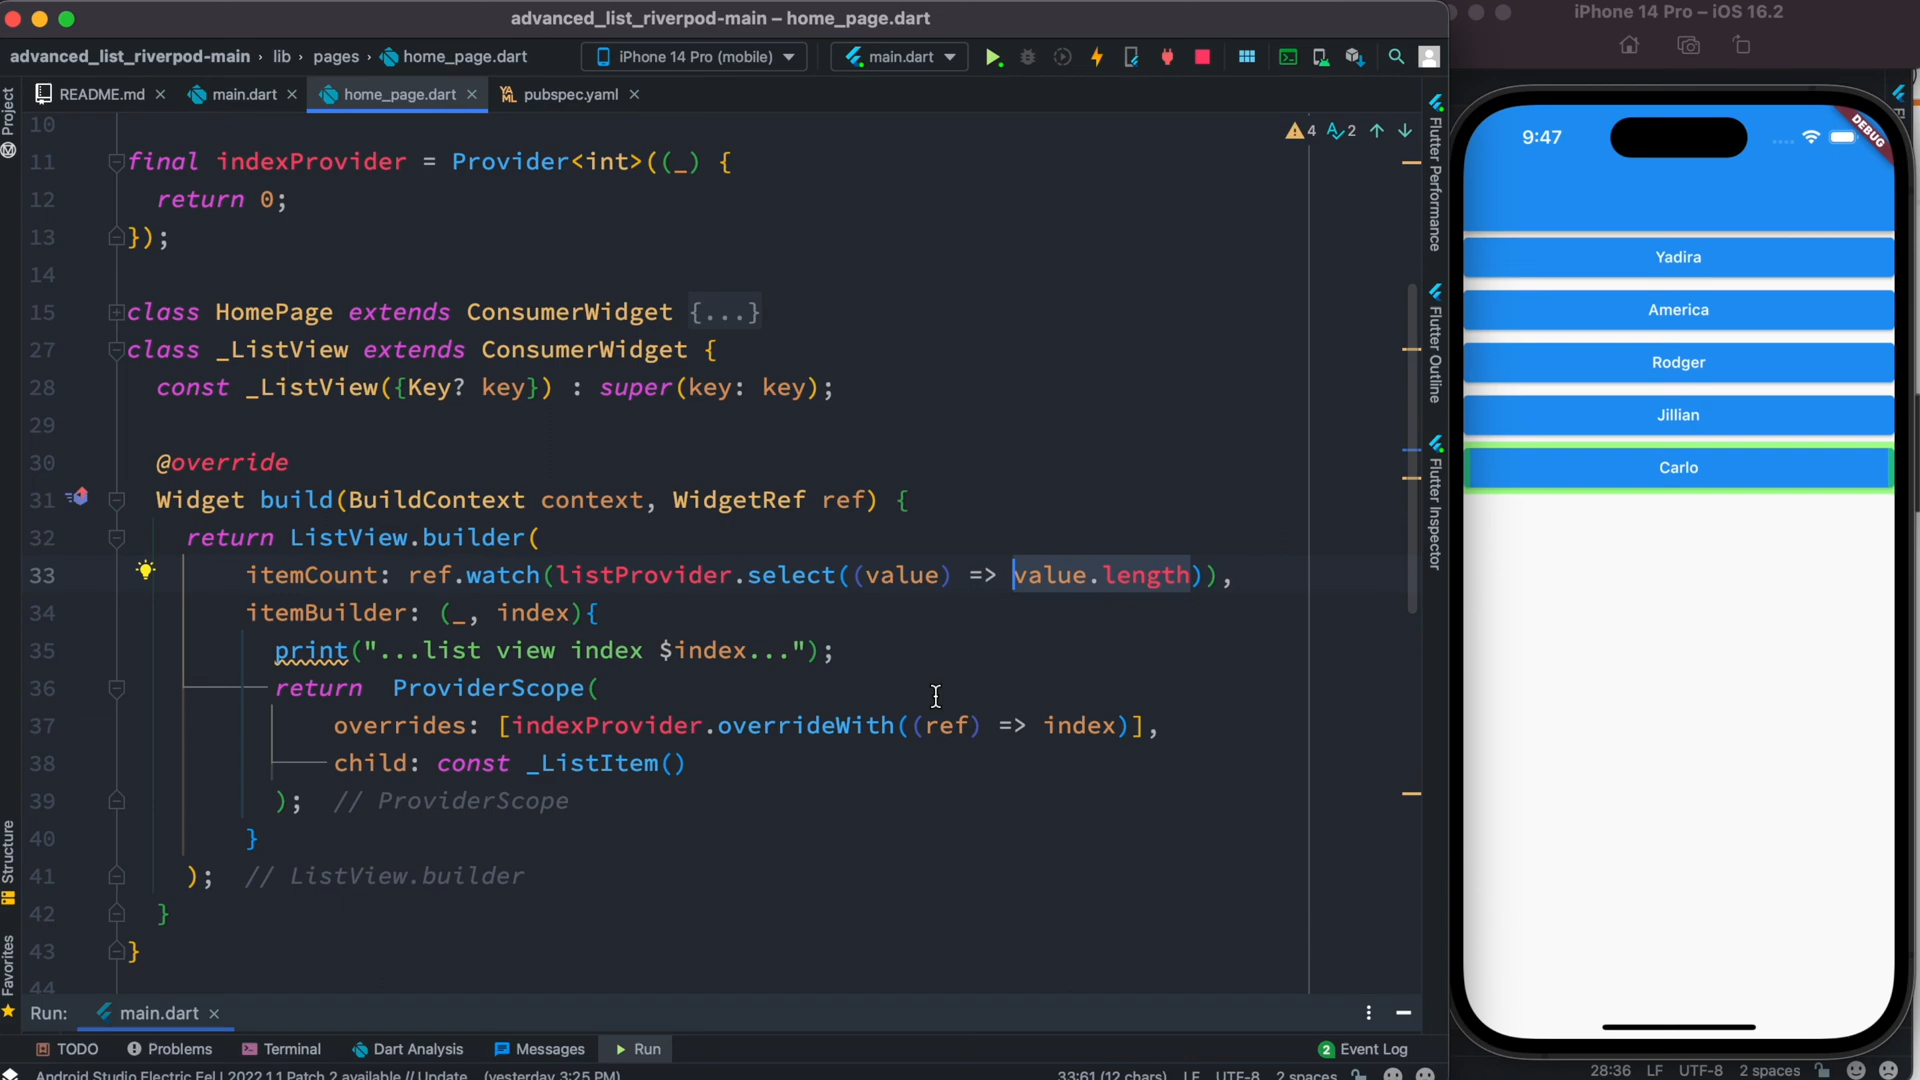 advanced_list_riverpod-main – home_page.dart
iPhone 14 Pro – iOS 16.2
advanced_list_riverpod-main › lib › pages › home_page.dart
iPhone 14 Pro (mobile)
main.dart
README.md
main.dart
home_page.dart
pubspec.yaml
Project
Structure
Favorites
4
2
10
11 final indexProvider = Provider<int>((_) {
12 return 0;
13 });
14
15 class HomePage extends ConsumerWidget {...}
27 class _ListView extends ConsumerWidget {
28 const _ListView({Key? key}) : super(key: key);
29
30 @override
31 Widget build(BuildContext context, WidgetRef ref) {
32 return ListView.builder(
33 itemCount: ref.watch(listProvider.select((value) => value.length)),
34 itemBuilder: (_, index){
35 print("...list view index $index...");
36 return ProviderScope(
37 overrides: [indexProvider.overrideWith((ref) => index)],
38 child: const _ListItem()
39 ); // ProviderScope
40 }
41 ); // ListView.builder
42 }
43 }
44
Flutter Performance
Flutter Outline
Flutter Inspector
9:47
DEBUG
Yadira
America
Rodger
Jillian
Carlo
Run: main.dart
TODO
Problems
Terminal
Dart Analysis
Messages
Run
2 Event Log
Android Studio Electric Eel | 2022.1.1 Patch 2 available // Update... (yesterday 3:25 PM)
33:61 (12 chars) LF UTF-8 2 spaces
28:36 LF UTF-8 2 spaces